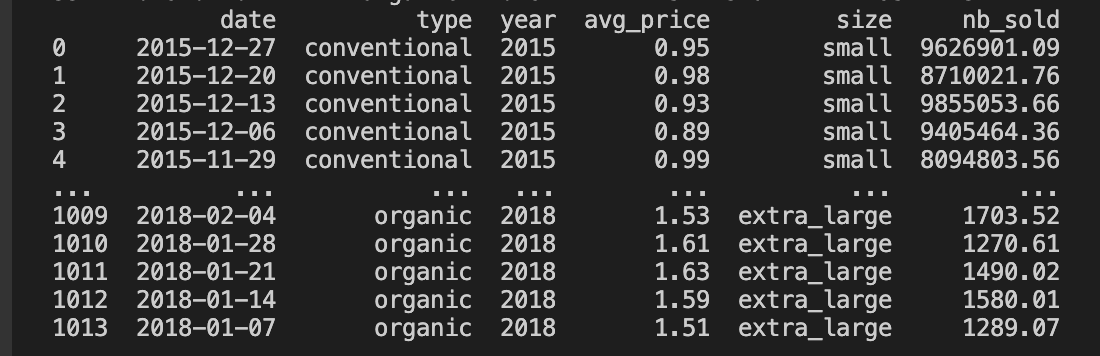 date type year avg_price size nb_sold
0 2015-12-27 conventional 2015 0.95 small 9626901.09
1 2015-12-20 conventional 2015 0.98 small 8710021.76
2 2015-12-13 conventional 2015 0.93 small 9855053.66
3 2015-12-06 conventional 2015 0.89 small 9405464.36
4 2015-11-29 conventional 2015 0.99 small 8094803.56
... ... ... ... ... ... ...
1009 2018-02-04 organic 2018 1.53 extra_large 1703.52
1010 2018-01-28 organic 2018 1.61 extra_large 1270.61
1011 2018-01-21 organic 2018 1.63 extra_large 1490.02
1012 2018-01-14 organic 2018 1.59 extra_large 1580.01
1013 2018-01-07 organic 2018 1.51 extra_large 1289.07